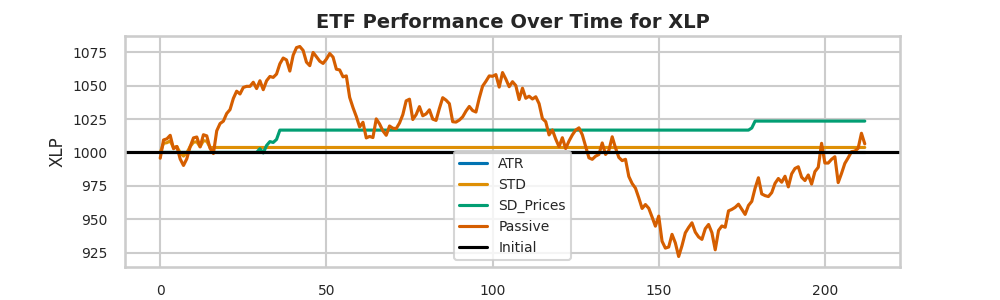 ETF Performance Over Time for XLP
XLP
1075
1050
1025
1000
975
950
925
ATR
STD
SD_Prices
Passive
Initial
0
50
100
150
200